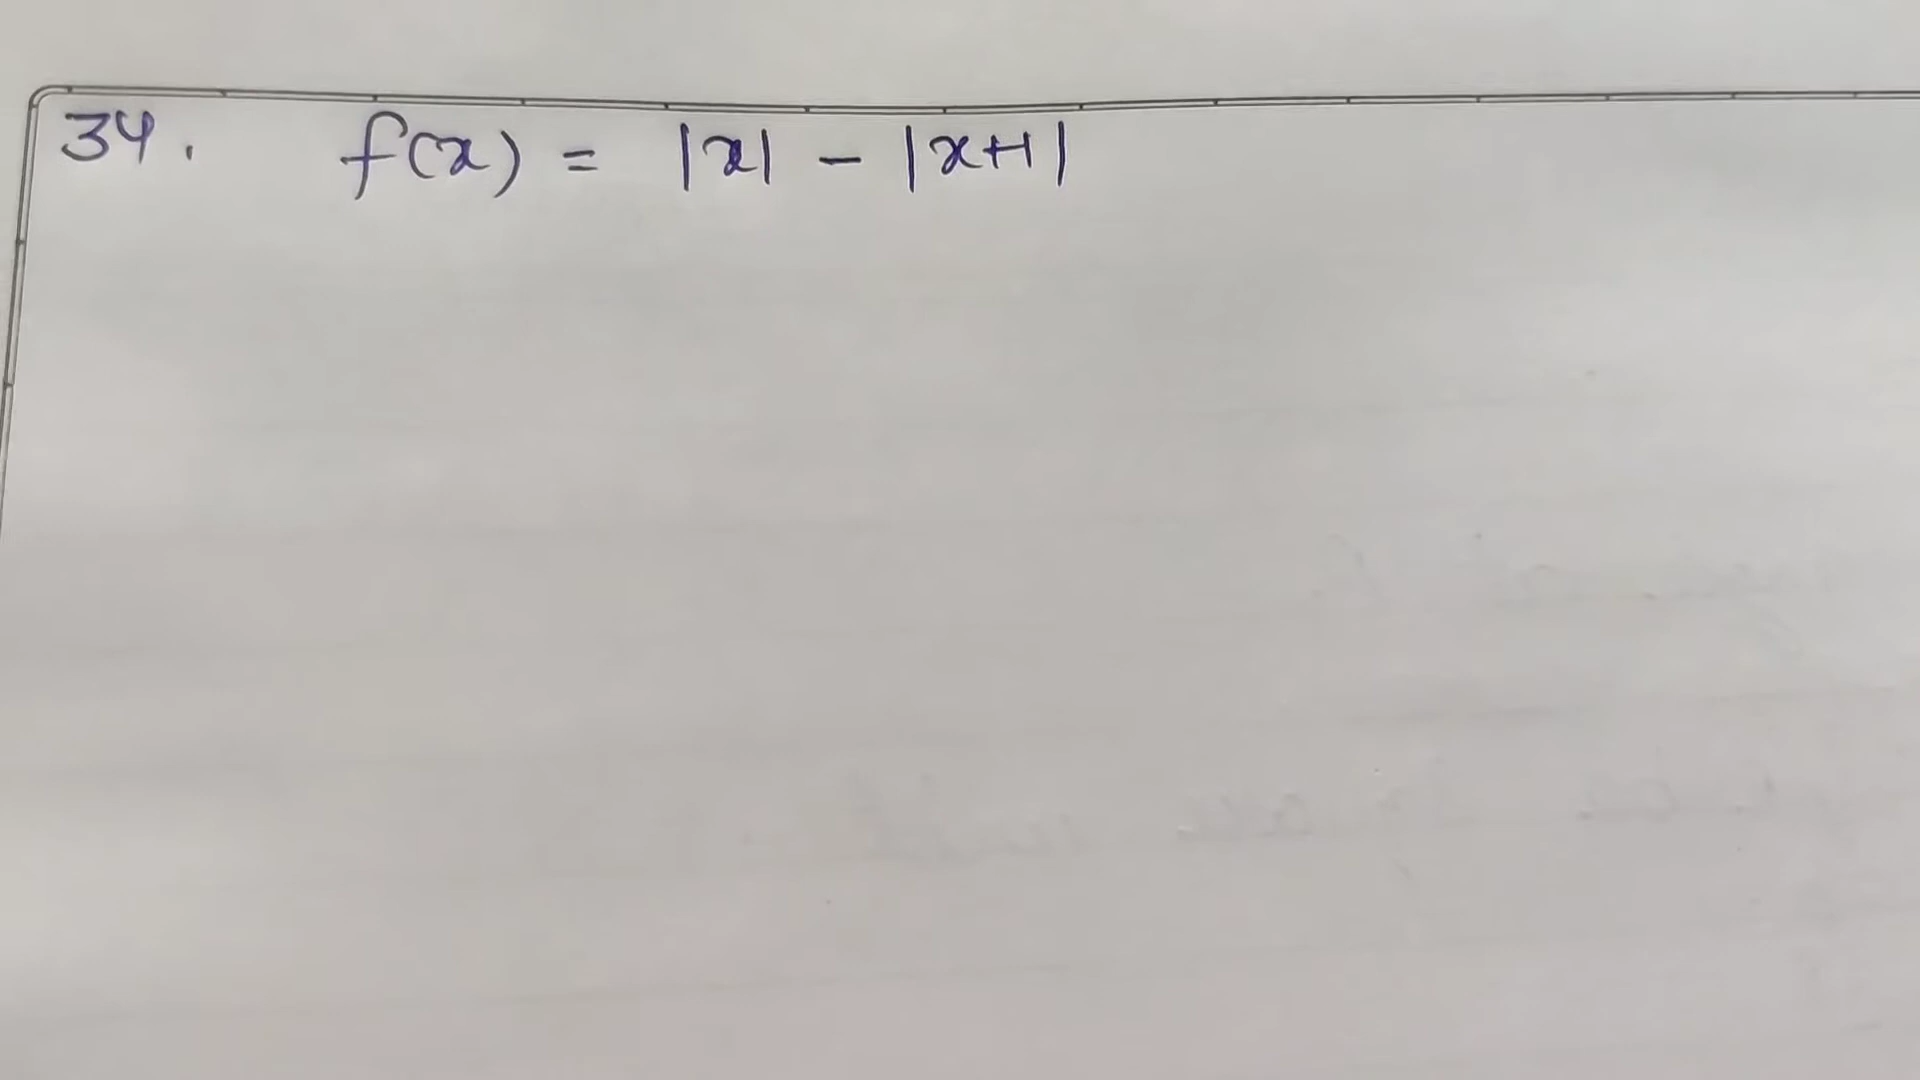 34. f(x) = |x| - |x+1|